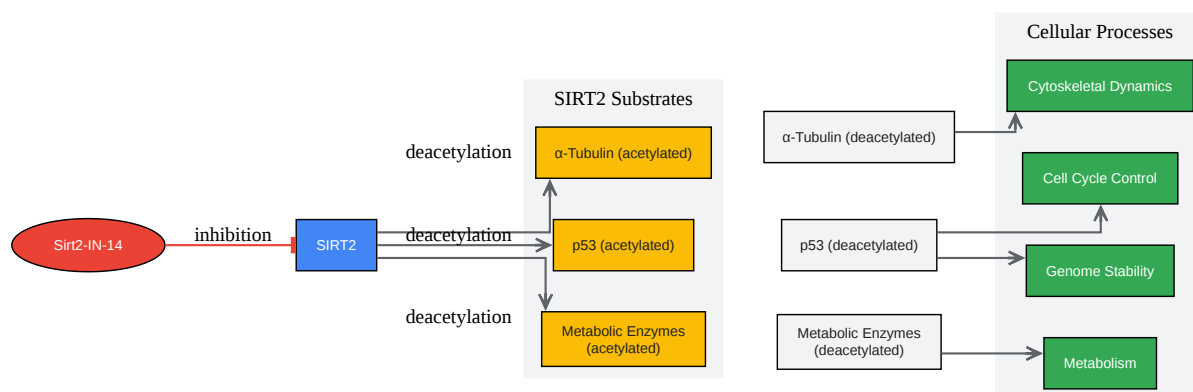 Cellular Processes
Cytoskeletal Dynamics
SIRT2 Substrates
α-Tubulin (deacetylated)
deacetylation
α-Tubulin (acetylated)
Cell Cycle Control
Sirt2-IN-14
inhibition
SIRT2
deacetylation
p53 (acetylated)
p53 (deacetylated)
Genome Stability
deacetylation
Metabolic Enzymes
(acetylated)
Metabolic Enzymes
(deacetylated)
Metabolism